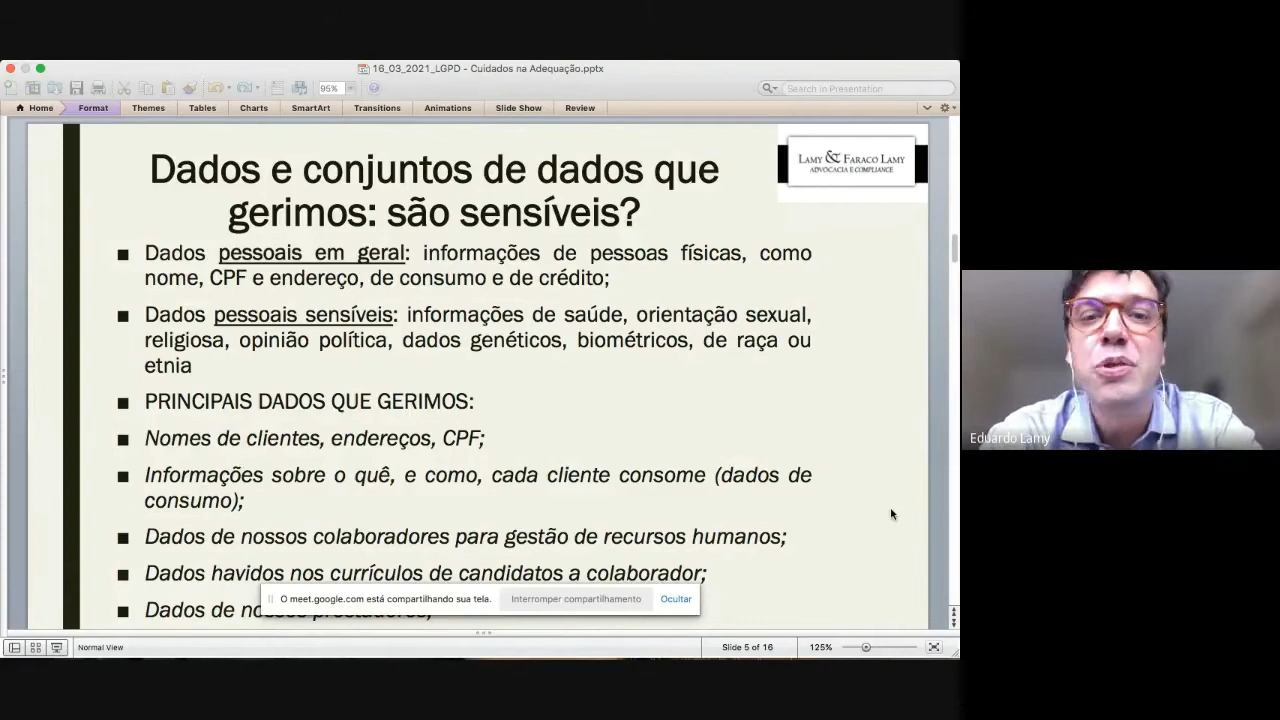 16_03_2021_LGPD - Cuidados na Adequação.pptx
95%
Search in Presentation
Home
Format
Themes
Tables
Charts
SmartArt
Transitions
Animations
Slide Show
Review
Dados e conjuntos de dados que
gerimos: são sensíveis?
LAMY & FARACO LAMY
ADVOCACIA E COMPLIANCE
■ Dados pessoais em geral: informações de pessoas físicas, como
nome, CPF e endereço, de consumo e de crédito;
■ Dados pessoais sensíveis: informações de saúde, orientação sexual,
religiosa, opinião política, dados genéticos, biométricos, de raça ou
etnia
■ PRINCIPAIS DADOS QUE GERIMOS:
■ Nomes de clientes, endereços, CPF;
■ Informações sobre o quê, e como, cada cliente consome (dados de
consumo);
■ Dados de nossos colaboradores para gestão de recursos humanos;
■ Dados havidos nos currículos de candidatos a colaborador;
■ Dados de
O meet.google.com está compartilhando sua tela.
Interromper compartilhamento
Ocultar
Normal View
Slide 5 of 16
125%
Eduardo Lamy